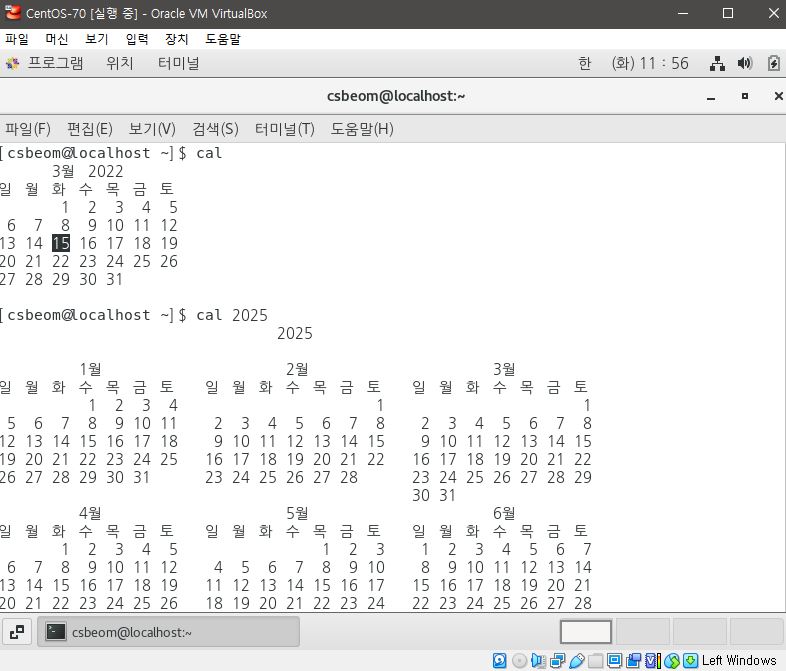 CentOS-70 [실행 중] - Oracle VM VirtualBox
파일 머신 보기 입력 장치 도움말
프로그램 위치 터미널 한 (화) 11 : 56
csbeom@localhost:~
파일(F) 편집(E) 보기(V) 검색(S) 터미널(T) 도움말(H)
[csbeom@localhost ~]$ cal
3월 2022
일 월 화 수 목 금 토
1 2 3 4 5
6 7 8 9 10 11 12
13 14 15 16 17 18 19
20 21 22 23 24 25 26
27 28 29 30 31
[csbeom@localhost ~]$ cal 2025
2025
1월 2월 3월
일 월 화 수 목 금 토 일 월 화 수 목 금 토 일 월 화 수 목 금 토
1 2 3 4 1 1
5 6 7 8 9 10 11 2 3 4 5 6 7 8 2 3 4 5 6 7 8
12 13 14 15 16 17 18 9 10 11 12 13 14 15 9 10 11 12 13 14 15
19 20 21 22 23 24 25 16 17 18 19 20 21 22 16 17 18 19 20 21 22
26 27 28 29 30 31 23 24 25 26 27 28 23 24 25 26 27 28 29
30 31
4월 5월 6월
일 월 화 수 목 금 토 일 월 화 수 목 금 토 일 월 화 수 목 금 토
1 2 3 4 5 1 2 3 1 2 3 4 5 6 7
6 7 8 9 10 11 12 4 5 6 7 8 9 10 8 9 10 11 12 13 14
13 14 15 16 17 18 19 11 12 13 14 15 16 17 15 16 17 18 19 20 21
20 21 22 23 24 25 26 18 19 20 21 22 23 24 22 23 24 25 26 27 28
csbeom@localhost:~
Left Windows